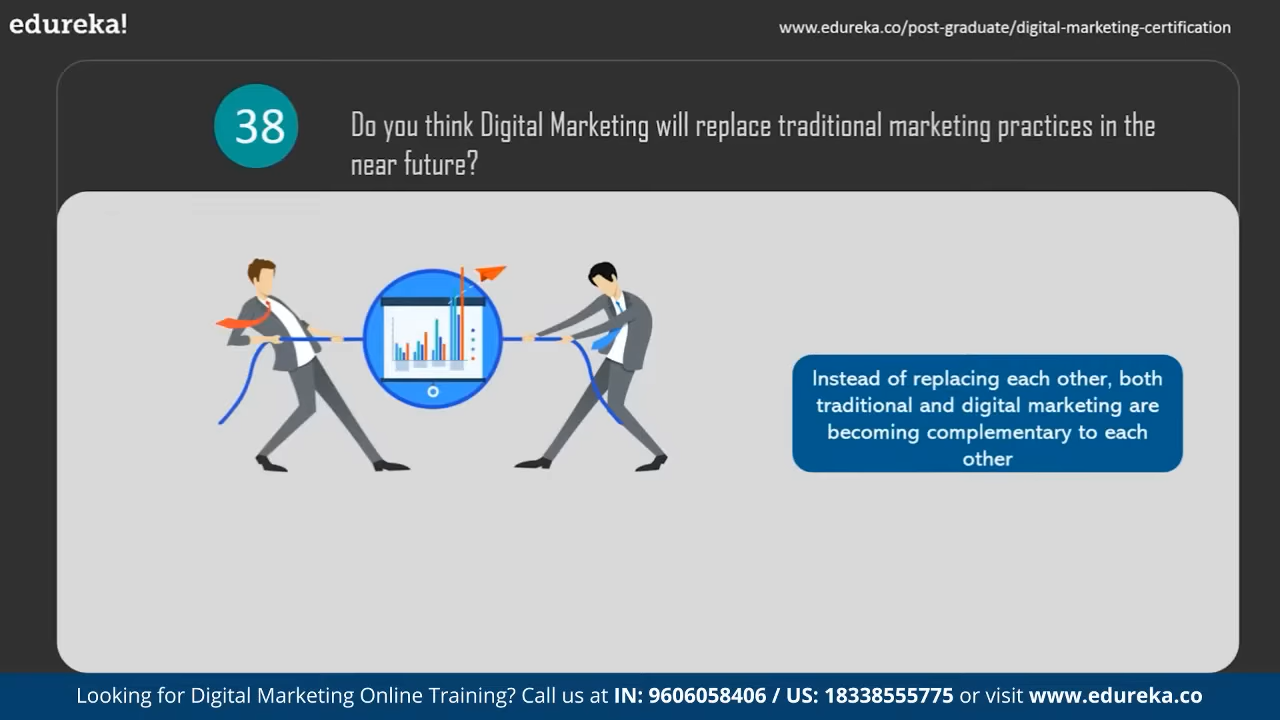 edureka!
www.edureka.co/post-graduate/digital-marketing-certification
38
Do you think Digital Marketing will replace traditional marketing practices in the
near future?
Instead of replacing each other, both
traditional and digital marketing are
becoming complementary to each
other
Looking for Digital Marketing Online Training? Call us at IN: 9606058406 / US: 18338555775 or visit www.edureka.co